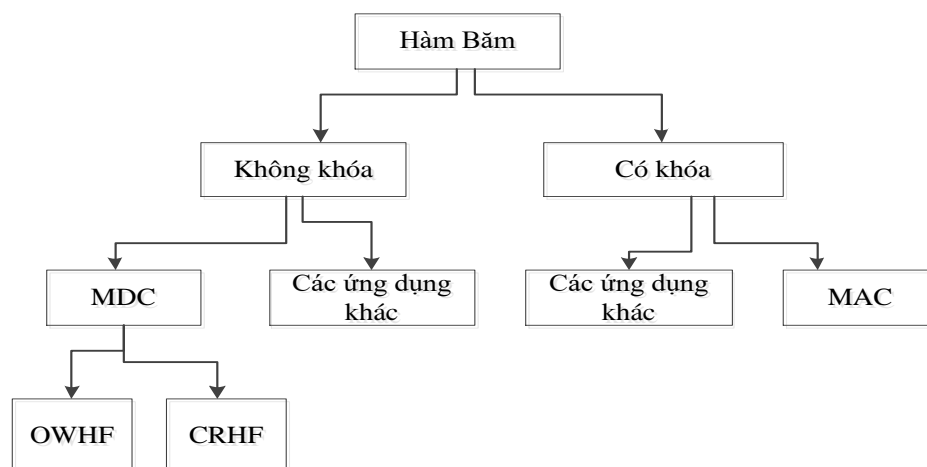 Hàm Băm
Không khóa
Có khóa
MDC
Các ứng dụng
khác
Các ứng dụng
khác
MAC
OWHF
CRHF